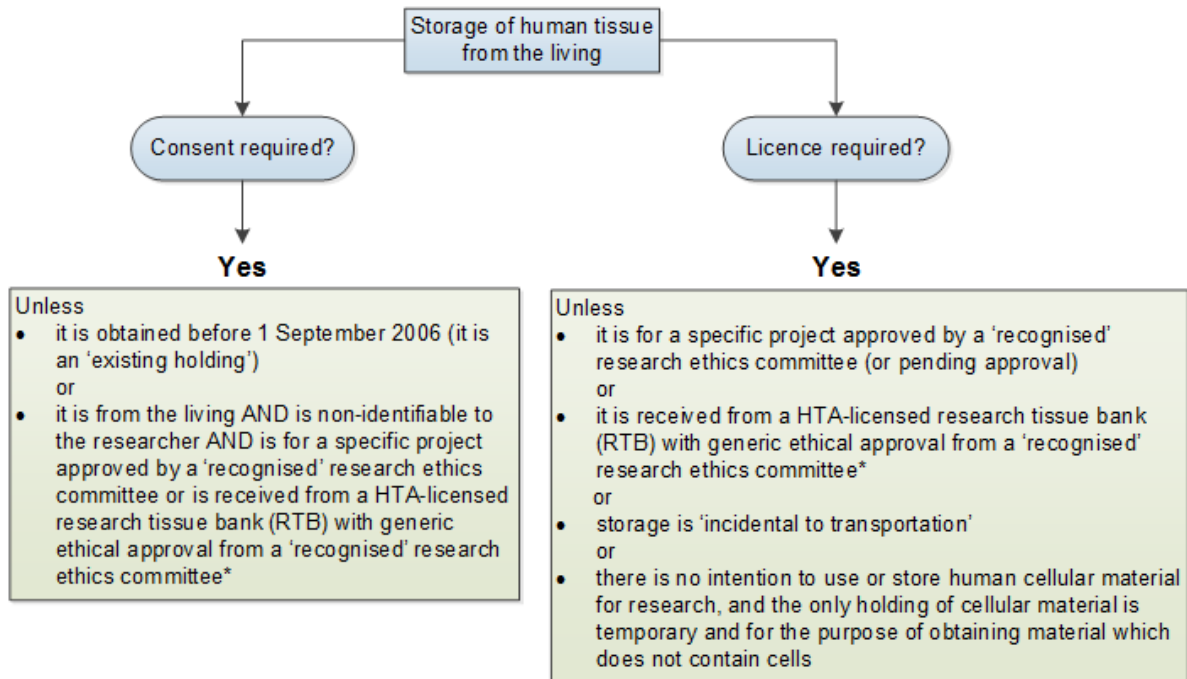 Storage of human tissue
from the living
Consent required?
Licence required?
Yes
Yes
Unless
• it is obtained before 1 September 2006 (it is
an ‘existing holding’)
or
• it is from the living AND is non-identifiable to
the researcher AND is for a specific project
approved by a ‘recognised’ research ethics
committee or is received from a HTA-licensed
research tissue bank (RTB) with generic
ethical approval from a ‘recognised’ research
ethics committee*
Unless
• it is for a specific project approved by a ‘recognised’
research ethics committee (or pending approval)
or
• it is received from a HTA-licensed research tissue bank
(RTB) with generic ethical approval from a ‘recognised’
research ethics committee*
or
• storage is ‘incidental to transportation’
or
• there is no intention to use or store human cellular material
for research, and the only holding of cellular material is
temporary and for the purpose of obtaining material which
does not contain cells